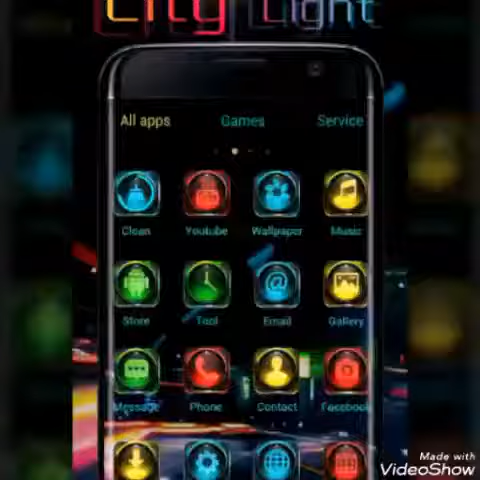 City Light
All apps Games Service
Clean Youtube Wallpaper Music
Store Tool Email Gallery
Message Phone Contact Facebook
Made with
VideoShow